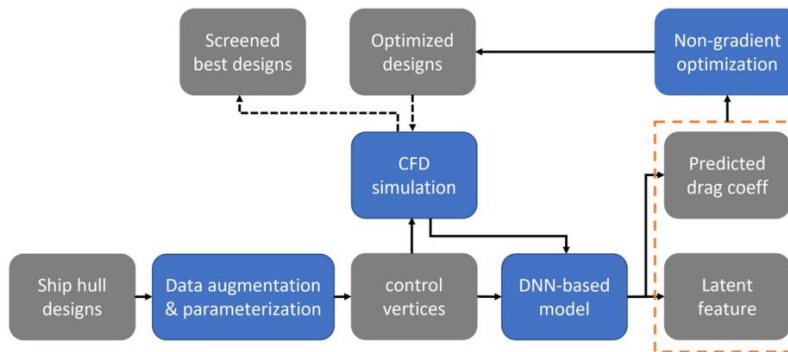 Screened
best designs
Optimized
designs
Non-gradient
optimization
CFD
simulation
Predicted
drag coeff
Ship hull
designs
Data augmentation
& parameterization
control
vertices
DNN-based
model
Latent
feature